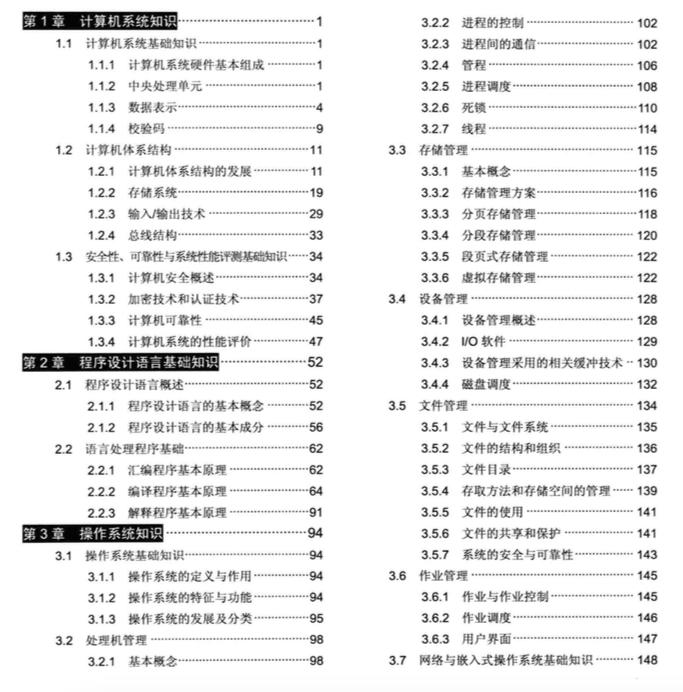 第1章 计算机系统知识 1
1.1 计算机系统基础知识 1
1.1.1 计算机系统硬件基本组成 1
1.1.2 中央处理单元 1
1.1.3 数据表示 4
1.1.4 校验码 9
1.2 计算机体系结构 11
1.2.1 计算机体系结构的发展 11
1.2.2 存储系统 19
1.2.3 输入/输出技术 29
1.2.4 总线结构 33
1.3 安全性、可靠性与系统性能评测基础知识 34
1.3.1 计算机安全概述 34
1.3.2 加密技术和认证技术 37
1.3.3 计算机可靠性 45
1.3.4 计算机系统的性能评价 47
第2章 程序设计语言基础知识 52
2.1 程序设计语言概述 52
2.1.1 程序设计语言的基本概念 52
2.1.2 程序设计语言的基本成分 56
2.2 语言处理程序基础 62
2.2.1 汇编程序基本原理 62
2.2.2 编译程序基本原理 64
2.2.3 解释程序基本原理 91
第3章 操作系统知识 94
3.1 操作系统基础知识 94
3.1.1 操作系统的定义与作用 94
3.1.2 操作系统的特征与功能 94
3.1.3 操作系统的发展及分类 95
3.2 处理机管理 98
3.2.1 基本概念 98
3.2.2 进程的控制 102
3.2.3 进程间的通信 102
3.2.4 管程 106
3.2.5 进程调度 108
3.2.6 死锁 110
3.2.7 线程 114
3.3 存储管理 115
3.3.1 基本概念 115
3.3.2 存储管理方案 116
3.3.3 分页存储管理 118
3.3.4 分段存储管理 120
3.3.5 段页式存储管理 122
3.3.6 虚拟存储管理 122
3.4 设备管理 128
3.4.1 设备管理概述 128
3.4.2 I/O 软件 129
3.4.3 设备管理采用的相关缓冲技术 130
3.4.4 磁盘调度 132
3.5 文件管理 134
3.5.1 文件与文件系统 135
3.5.2 文件的结构和组织 136
3.5.3 文件目录 137
3.5.4 存取方法和存储空间的管理 139
3.5.5 文件的使用 141
3.5.6 文件的共享和保护 141
3.5.7 系统的安全与可靠性 143
3.6 作业管理 145
3.6.1 作业与作业控制 145
3.6.2 作业调度 146
3.6.3 用户界面 147
3.7 网络与嵌入式操作系统基础知识 148